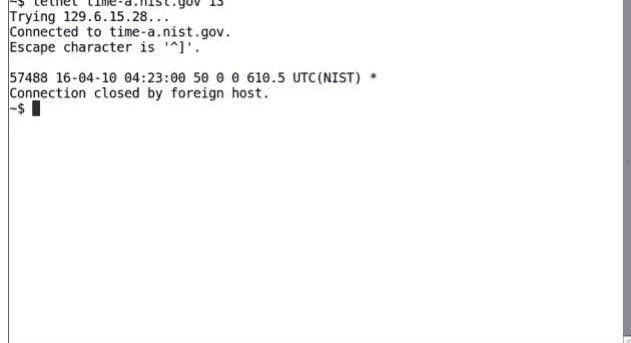 ~$ telnet time-a.nist.gov 13
Trying 129.6.15.28...
Connected to time-a.nist.gov.
Escape character is '^]'.
57488 16-04-10 04:23:00 50 0 0 610.5 UTC(NIST) *
Connection closed by foreign host.
~$